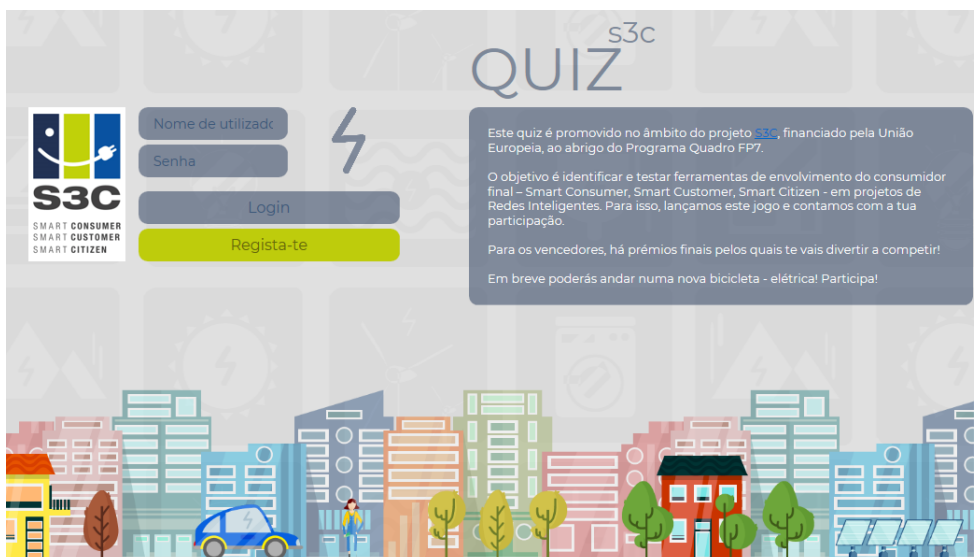 s3c
QUIZ
S3C
SMART CONSUMER
SMART CUSTOMER
SMART CITIZEN
Nome de utilizadc
Senha
Login
Regista-te
Este quiz é promovido no âmbito do projeto S3C, financiado pela União
Europeia, ao abrigo do Programa Quadro FP7.
O objetivo é identificar e testar ferramentas de envolvimento do consumidor
final – Smart Consumer, Smart Customer, Smart Citizen - em projetos de
Redes Inteligentes. Para isso, lançamos este jogo e contamos com a tua
participação.
Para os vencedores, há prémios finais pelos quais te vais divertir a competir!
Em breve poderás andar numa nova bicicleta - elétrica! Participa!